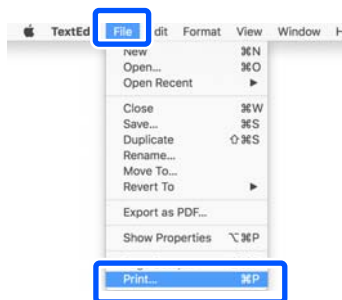 TextEd File dit Format View Window H
New ⌘N
Open... ⌘O
Open Recent ▶
Close ⌘W
Save... ⌘S
Duplicate ⇧⌘S
Rename...
Move To...
Revert To ▶
Export as PDF...
Show Properties ⌥⌘P
Print... ⌘P